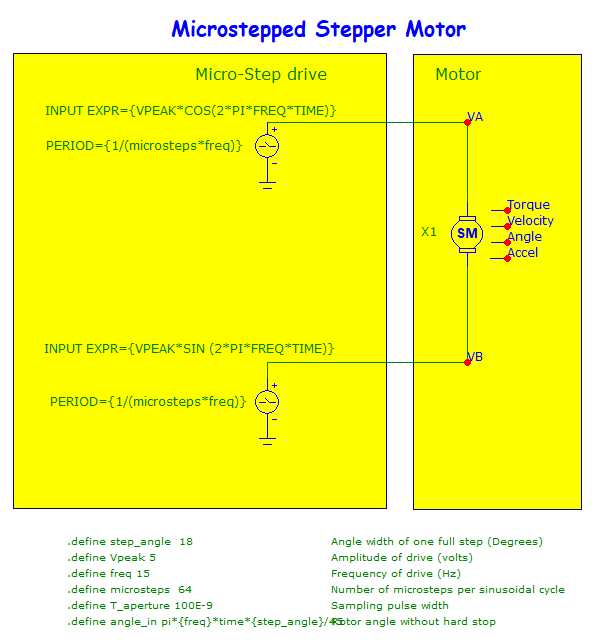 Microstepped Stepper Motor
Micro-Step drive
Motor
INPUT EXPR={VPEAK*COS(2*PI*FREQ*TIME)}
VA
+
PERIOD={1/(microsteps*freq)}
−
Torque
Velocity
X1
SM
Angle
Accel
INPUT EXPR={VPEAK*SIN (2*PI*FREQ*TIME)}
VB
+
PERIOD={1/(microsteps*freq)}
−
.define step_angle 18 Angle width of one full step (Degrees)
.define Vpeak 5 Amplitude of drive (volts)
.define freq 15 Frequency of drive (Hz)
.define microsteps 64 Number of microsteps per sinusoidal cycle
.define T_aperture 100E-9 Sampling pulse width
.define angle_in pi*{freq}*time*{step_angle}/45 Rotor angle without hard stop